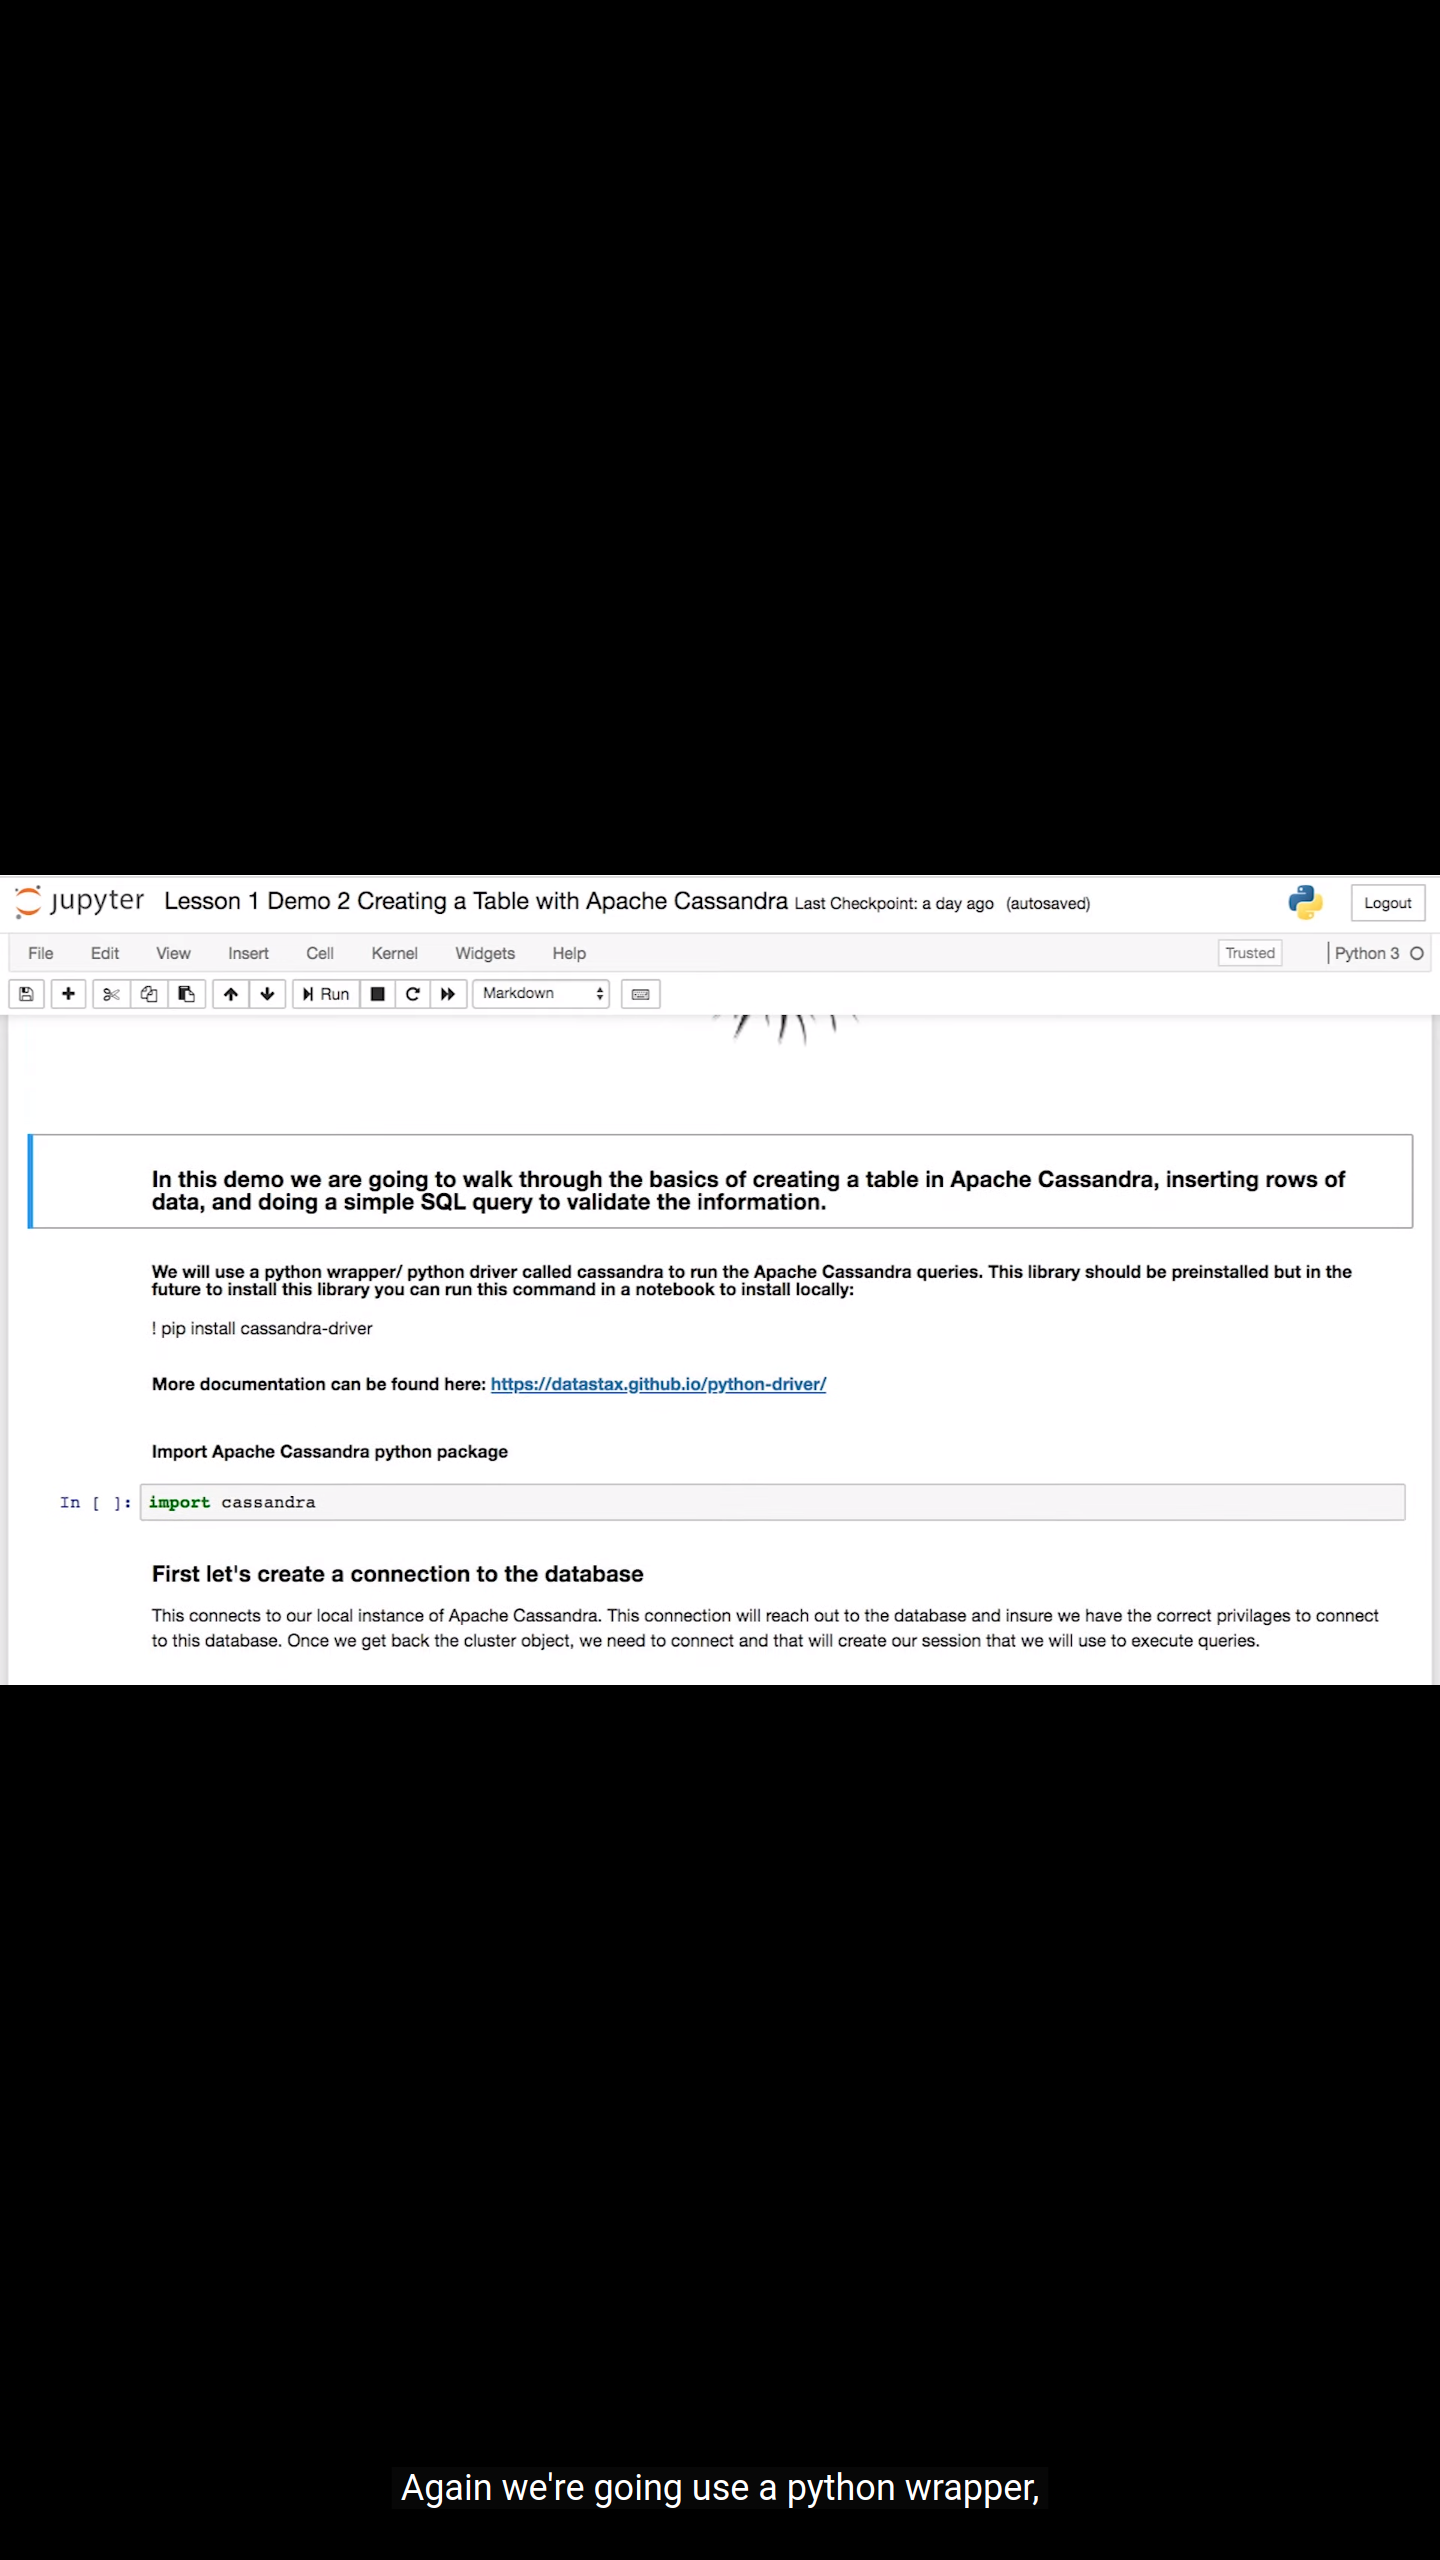 jupyter Lesson 1 Demo 2 Creating a Table with Apache Cassandra Last Checkpoint: a day ago (autosaved) Logout
File Edit View Insert Cell Kernel Widgets Help Trusted Python 3
Run Markdown
In this demo we are going to walk through the basics of creating a table in Apache Cassandra, inserting rows of
data, and doing a simple SQL query to validate the information.
We will use a python wrapper/ python driver called cassandra to run the Apache Cassandra queries. This library should be preinstalled but in the
future to install this library you can run this command in a notebook to install locally:
! pip install cassandra-driver
More documentation can be found here: https://datastax.github.io/python-driver/
Import Apache Cassandra python package
In [ ]: import cassandra
First let's create a connection to the database
This connects to our local instance of Apache Cassandra. This connection will reach out to the database and insure we have the correct privilages to connect
to this database. Once we get back the cluster object, we need to connect and that will create our session that we will use to execute queries.
Again we're going use a python wrapper,